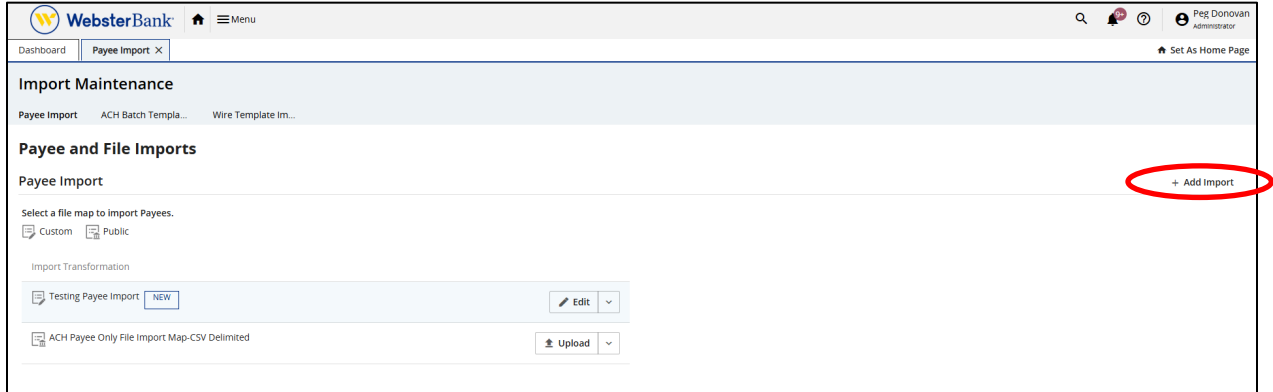 WebsterBank Menu 9+ Peg Donovan
Administrator
Dashboard Payee Import Set As Home Page
Import Maintenance
Payee Import ACH Batch Templa... Wire Template Im...
Payee and File Imports
Payee Import + Add Import
Select a file map to import Payees.
Custom Public
Import Transformation
Testing Payee Import NEW Edit
ACH Payee Only File Import Map-CSV Delimited Upload